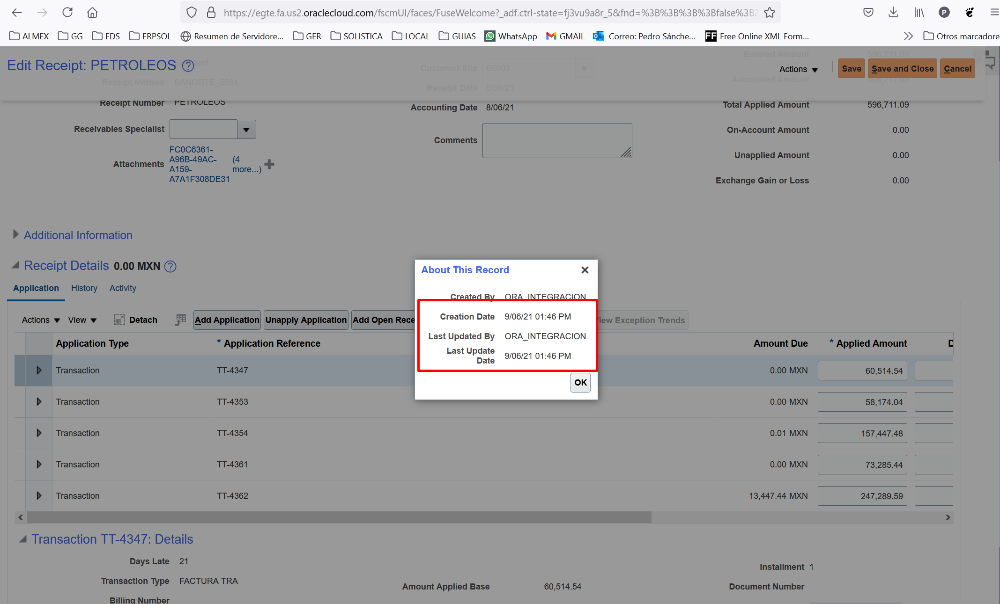 https://egte.fa.us2.oraclecloud.com/fscmUI/faces/FuseWelcome?_adf.ctrl-state=fj3vu9a8r_5&fnd=%3B%3B%3B%3Bfalse%3B2
ALMEX GG EDS ERPSOL Resumen de Servidore... GER SOLISTICA LOCAL GUIAS WhatsApp GMAIL Correo: Pedro Sánche... FF Free Online XML Form... Otros marcadore
Edit Receipt: PETROLEOS
Actions Save Save and Close Cancel
Customer Site 66002
Entered Amount 596,711.09
Receipt Method BANORTE_5584
Receipt Date 8/06/21
Accounted Amount 596,711.09
Receipt Number PETROLEOS
Accounting Date 8/06/21
Total Applied Amount 596,711.09
Receivables Specialist
On-Account Amount 0.00
Comments
Unapplied Amount 0.00
Attachments
FC0C6361-
A96B-49AC-
A159-
A7A1F308DE31
(4
more...)
Exchange Gain or Loss 0.00
Additional Information
Receipt Details 0.00 MXN
Application History Activity
About This Record
Created By ORA_INTEGRACION
Creation Date 9/06/21 01:46 PM
Last Updated By ORA_INTEGRACION
Last Update
Date 9/06/21 01:46 PM
OK
Actions View Detach Add Application Unapply Application Add Open Rece iew Exception Trends
Application Type * Application Reference Amount Due * Applied Amount D
Transaction TT-4347 0.00 MXN 60,514.54
Transaction TT-4353 0.00 MXN 58,174.04
Transaction TT-4354 0.01 MXN 157,447.48
Transaction TT-4361 0.00 MXN 73,285.44
Transaction TT-4362 13,447.44 MXN 247,289.59
Transaction TT-4347: Details
Days Late 21
Installment 1
Transaction Type FACTURA TRA
Amount Applied Base 60,514.54
Document Number
Billing Number